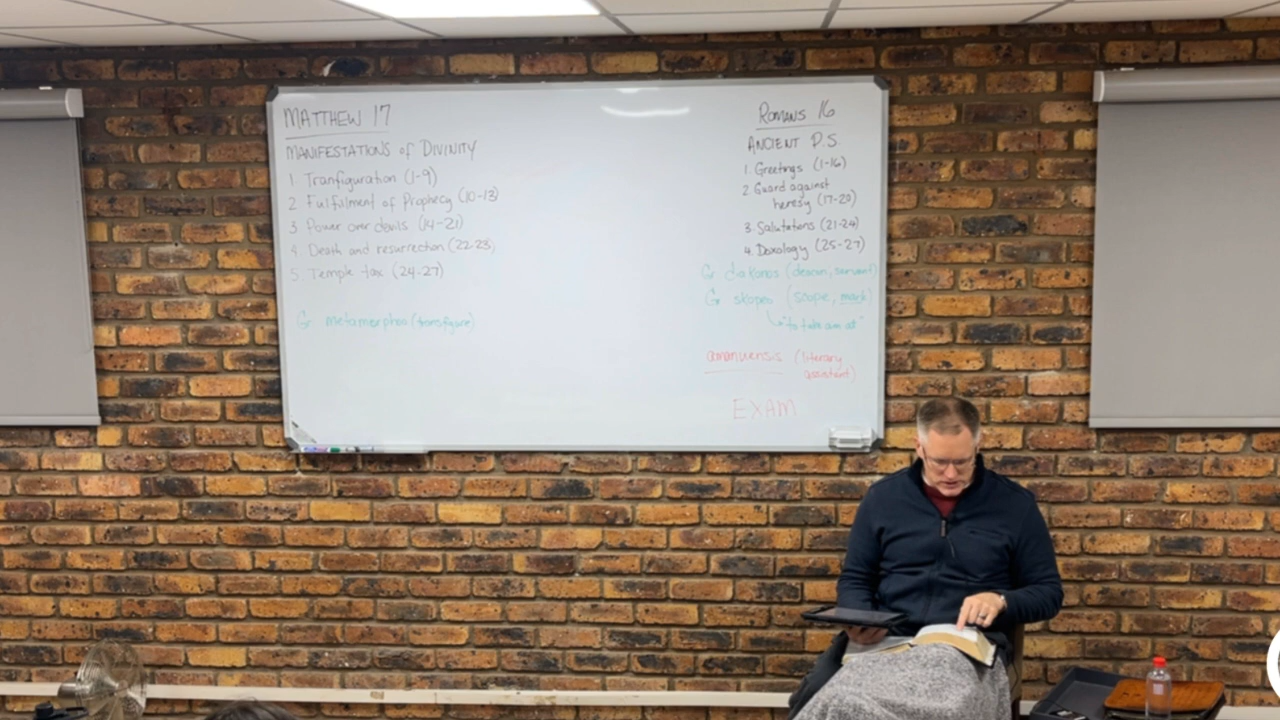 MATTHEW 17
MANIFESTATIONS of DIVINITY
1 Tranfiguration (1-9)
2 Fulfilment of Prophecy (10-13)
3 Power over devils (14-21)
4. Death and resurrection (22-23)
5. Temple tax (24-27)
Gr metamorphoo (transfigure)
ROMANS 16
ANCIENT P.S.
1. Greetings (1-16)
2 Guard against
heresy (17-20)
3. Salutations (21-24)
4. Doxology (25-27)
Gr diakonos (deacon, servant)
Gr skopeo (scope, mark)
"to take aim at"
amanuensis (literary
assistant)
EXAM